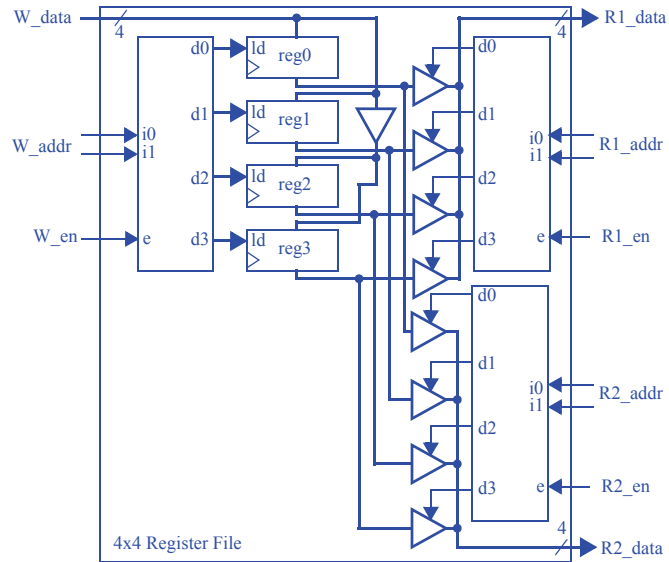 W_data
4
4
R1_data
d0
ld
reg0
d0
d1
ld
reg1
d1
i0
i1
W_addr
i0
i1
R1_addr
d2
ld
reg2
d2
W_en
e
d3
ld
reg3
d3
e
R1_en
d0
d1
i0
i1
R2_addr
d2
d3
e
R2_en
4x4 Register File
4
R2_data